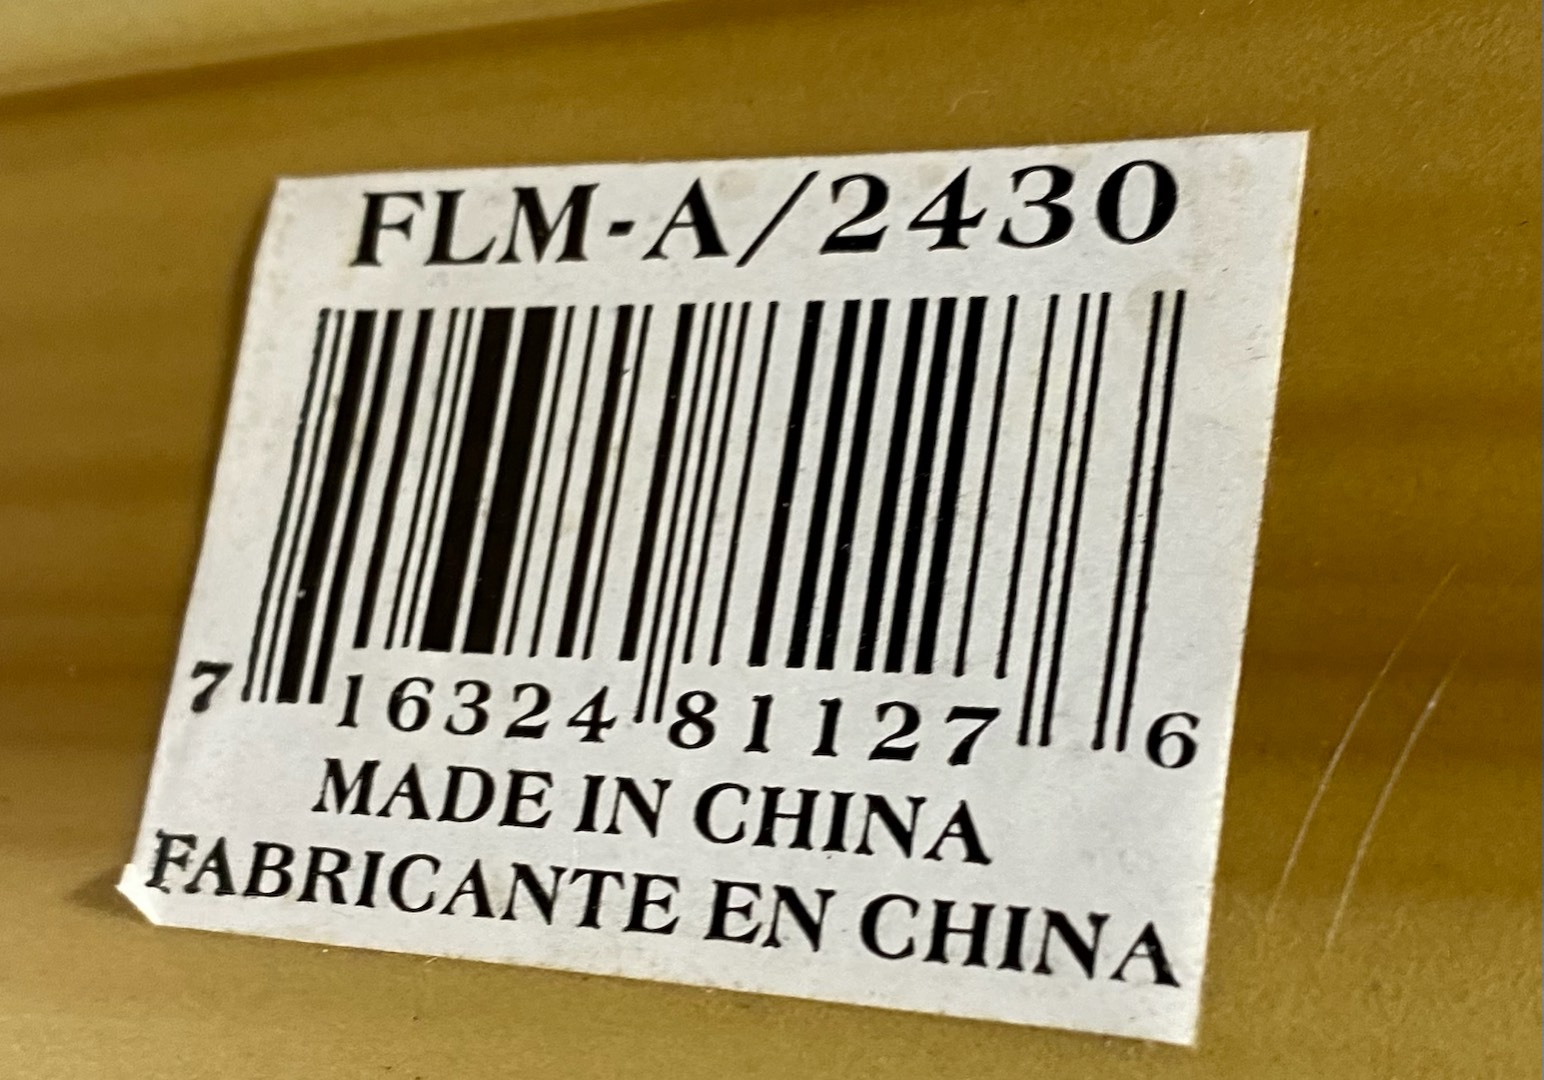 FLM-A/2430
7 16324 81127 6
MADE IN CHINA
FABRICANTE EN CHINA